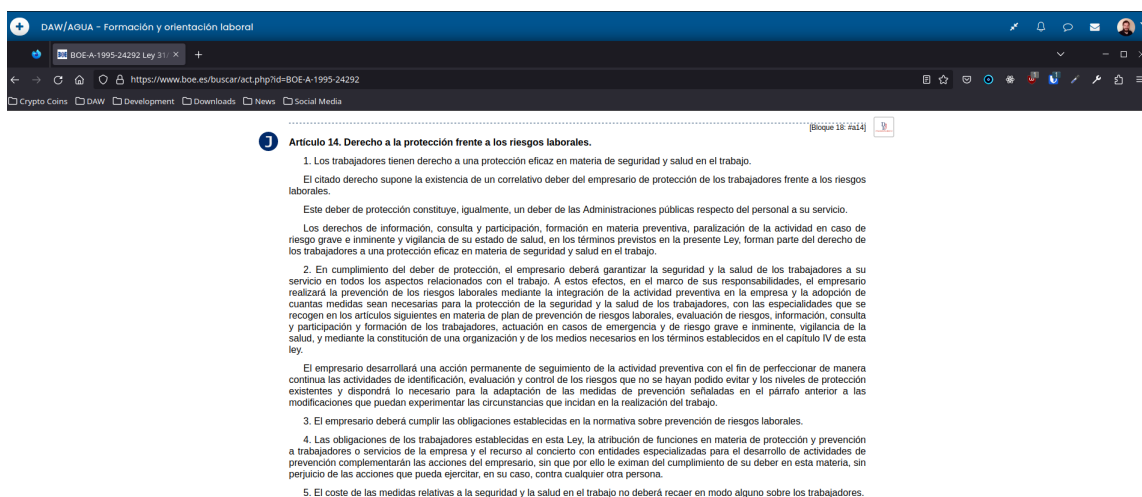 DAW/AGUA - Formación y orientación laboral
BOE-A-1995-24292 Ley 31/
https://www.boe.es/buscar/act.php?id=BOE-A-1995-24292
Crypto Coins DAW Development Downloads News Social Media
[Bloque 18: #a14]
J
Artículo 14. Derecho a la protección frente a los riesgos laborales.
1. Los trabajadores tienen derecho a una protección eficaz en materia de seguridad y salud en el trabajo.
El citado derecho supone la existencia de un correlativo deber del empresario de protección de los trabajadores frente a los riesgos
laborales.
Este deber de protección constituye, igualmente, un deber de las Administraciones públicas respecto del personal a su servicio.
Los derechos de información, consulta y participación, formación en materia preventiva, paralización de la actividad en caso de
riesgo grave e inminente y vigilancia de su estado de salud, en los términos previstos en la presente Ley, forman parte del derecho de
los trabajadores a una protección eficaz en materia de seguridad y salud en el trabajo.
2. En cumplimiento del deber de protección, el empresario deberá garantizar la seguridad y la salud de los trabajadores a su
servicio en todos los aspectos relacionados con el trabajo. A estos efectos, en el marco de sus responsabilidades, el empresario
realizará la prevención de los riesgos laborales mediante la integración de la actividad preventiva en la empresa y la adopción de
cuantas medidas sean necesarias para la protección de la seguridad y la salud de los trabajadores, con las especialidades que se
recogen en los artículos siguientes en materia de plan de prevención de riesgos laborales, evaluación de riesgos, información, consulta
y participación y formación de los trabajadores, actuación en casos de emergencia y de riesgo grave e inminente, vigilancia de la
salud, y mediante la constitución de una organización y de los medios necesarios en los términos establecidos en el capítulo IV de esta
ley.
El empresario desarrollará una acción permanente de seguimiento de la actividad preventiva con el fin de perfeccionar de manera
continua las actividades de identificación, evaluación y control de los riesgos que no se hayan podido evitar y los niveles de protección
existentes y dispondrá lo necesario para la adaptación de las medidas de prevención señaladas en el párrafo anterior a las
modificaciones que puedan experimentar las circunstancias que incidan en la realización del trabajo.
3. El empresario deberá cumplir las obligaciones establecidas en la normativa sobre prevención de riesgos laborales.
4. Las obligaciones de los trabajadores establecidas en esta Ley, la atribución de funciones en materia de protección y prevención
a trabajadores o servicios de la empresa y el recurso al concierto con entidades especializadas para el desarrollo de actividades de
prevención complementarán las acciones del empresario, sin que por ello le eximan del cumplimiento de su deber en esta materia, sin
perjuicio de las acciones que pueda ejercitar, en su caso, contra cualquier otra persona.
5. El coste de las medidas relativas a la seguridad y la salud en el trabajo no deberá recaer en modo alguno sobre los trabajadores.